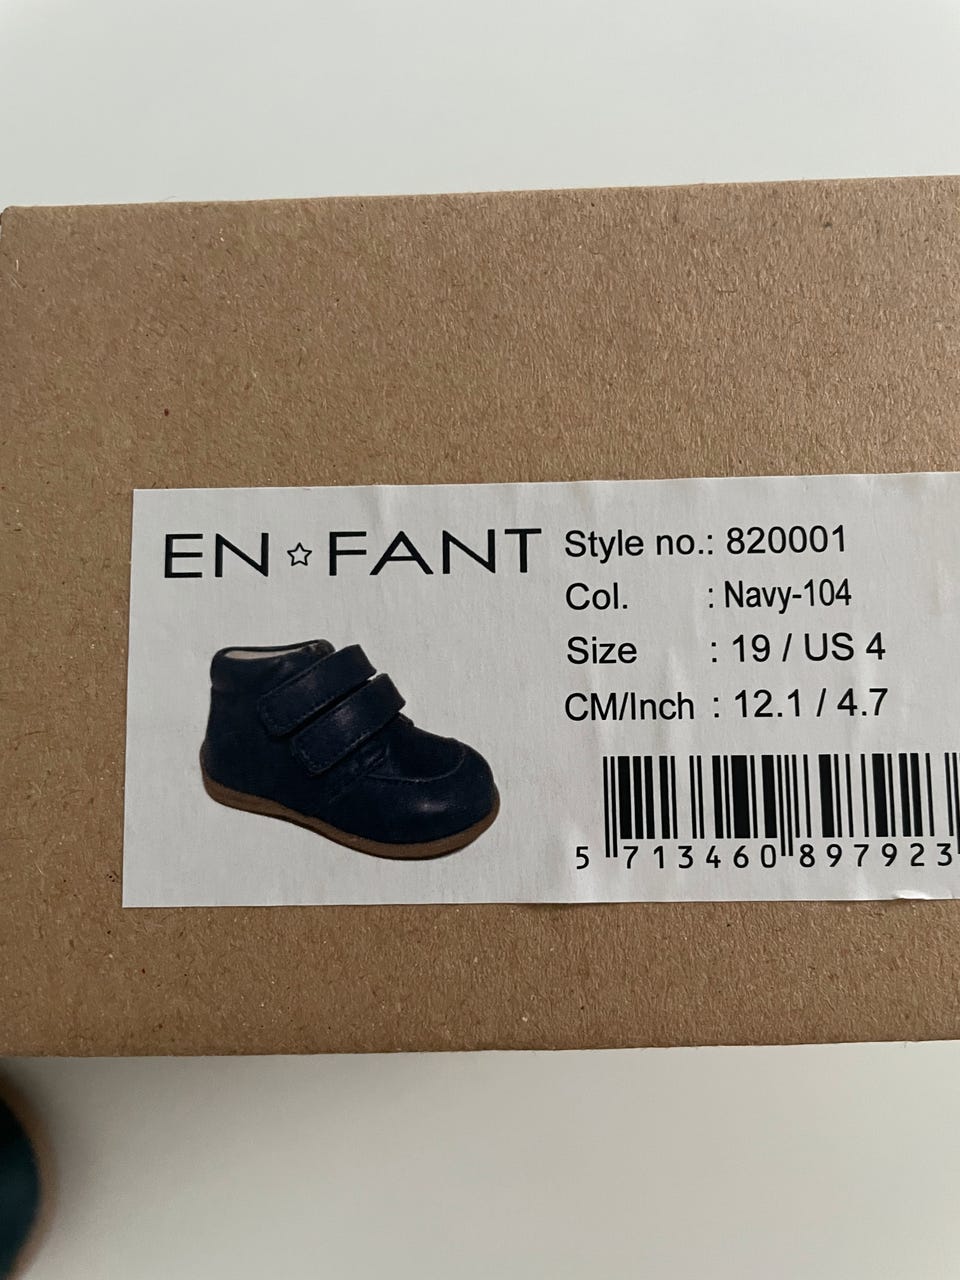 EN☆FANT
Style no.: 820001
Col. : Navy-104
Size : 19 / US 4
CM/Inch : 12.1 / 4.7
5 713460 897923